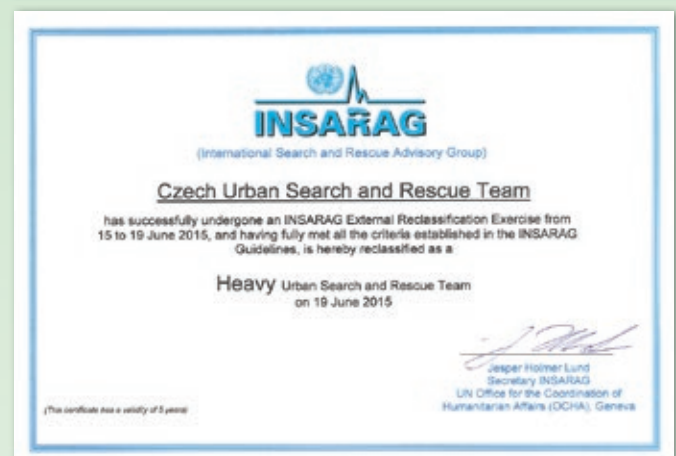 INSARAG
(International Search and Rescue Advisory Group)
Czech Urban Search and Rescue Team
has successfully undergone an INSARAG External Reclassification Exercise from
15 to 19 June 2015, and having fully met all the criteria established in the INSARAG
Guidelines, is hereby reclassified as a
Heavy Urban Search and Rescue Team
on 19 June 2015
Jesper Holmer Lund
Secretary INSARAG
UN Office for the Coordination of
Humanitarian Affairs (OCHA), Geneva
(This certificate has a validity of 5 years)